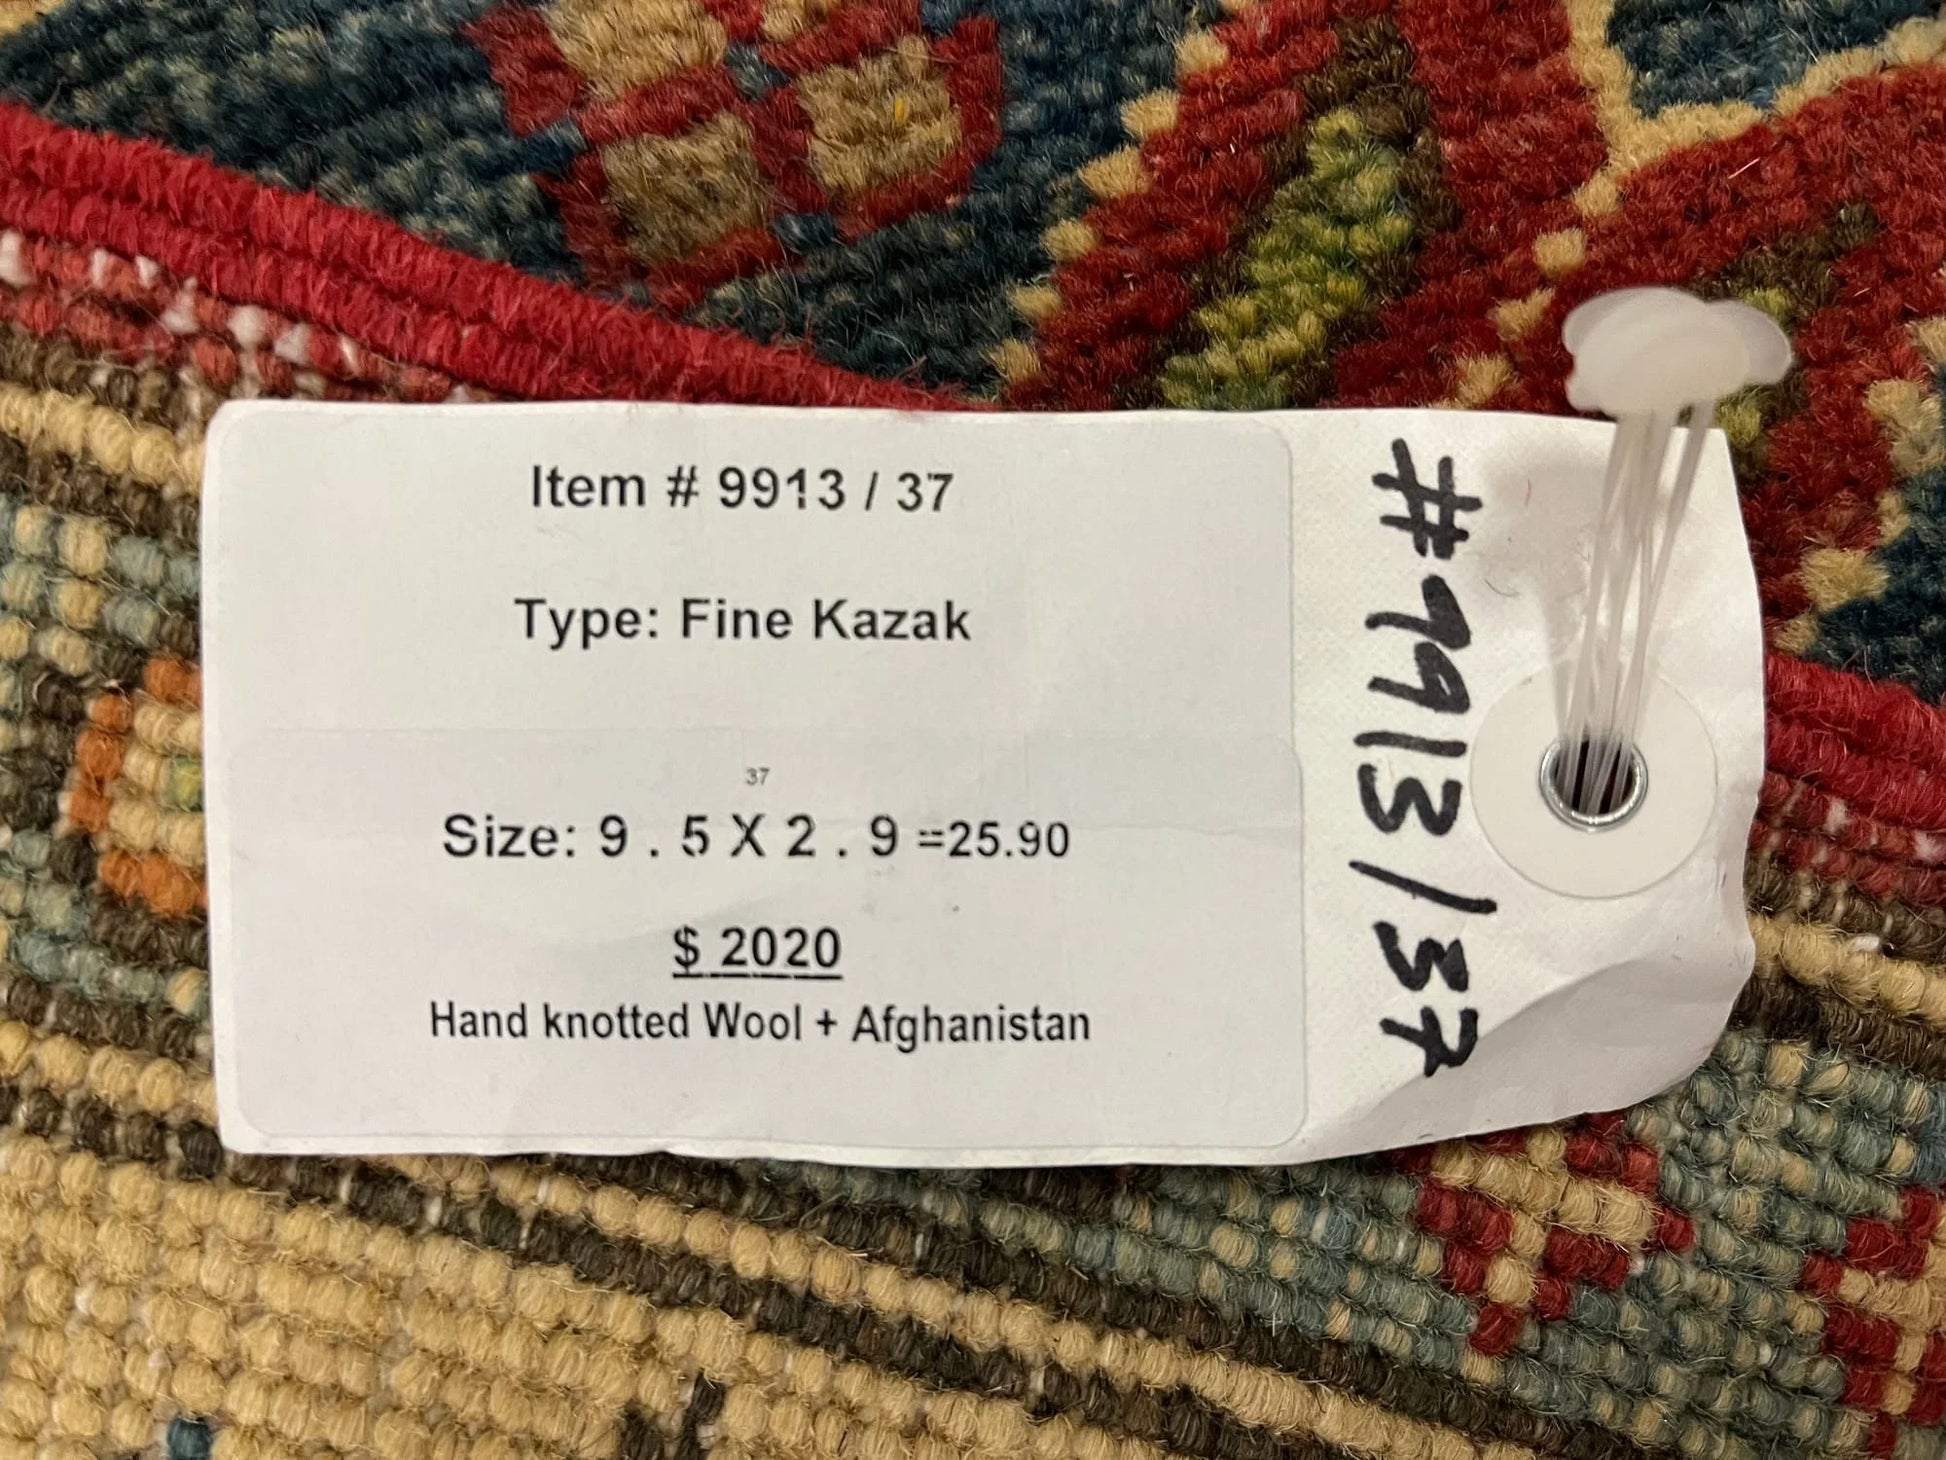 Item # 9913 / 37
Type: Fine Kazak
37
Size: 9 . 5 X 2 . 9 =25.90
$ 2020
Hand knotted Wool + Afghanistan
#9913/37